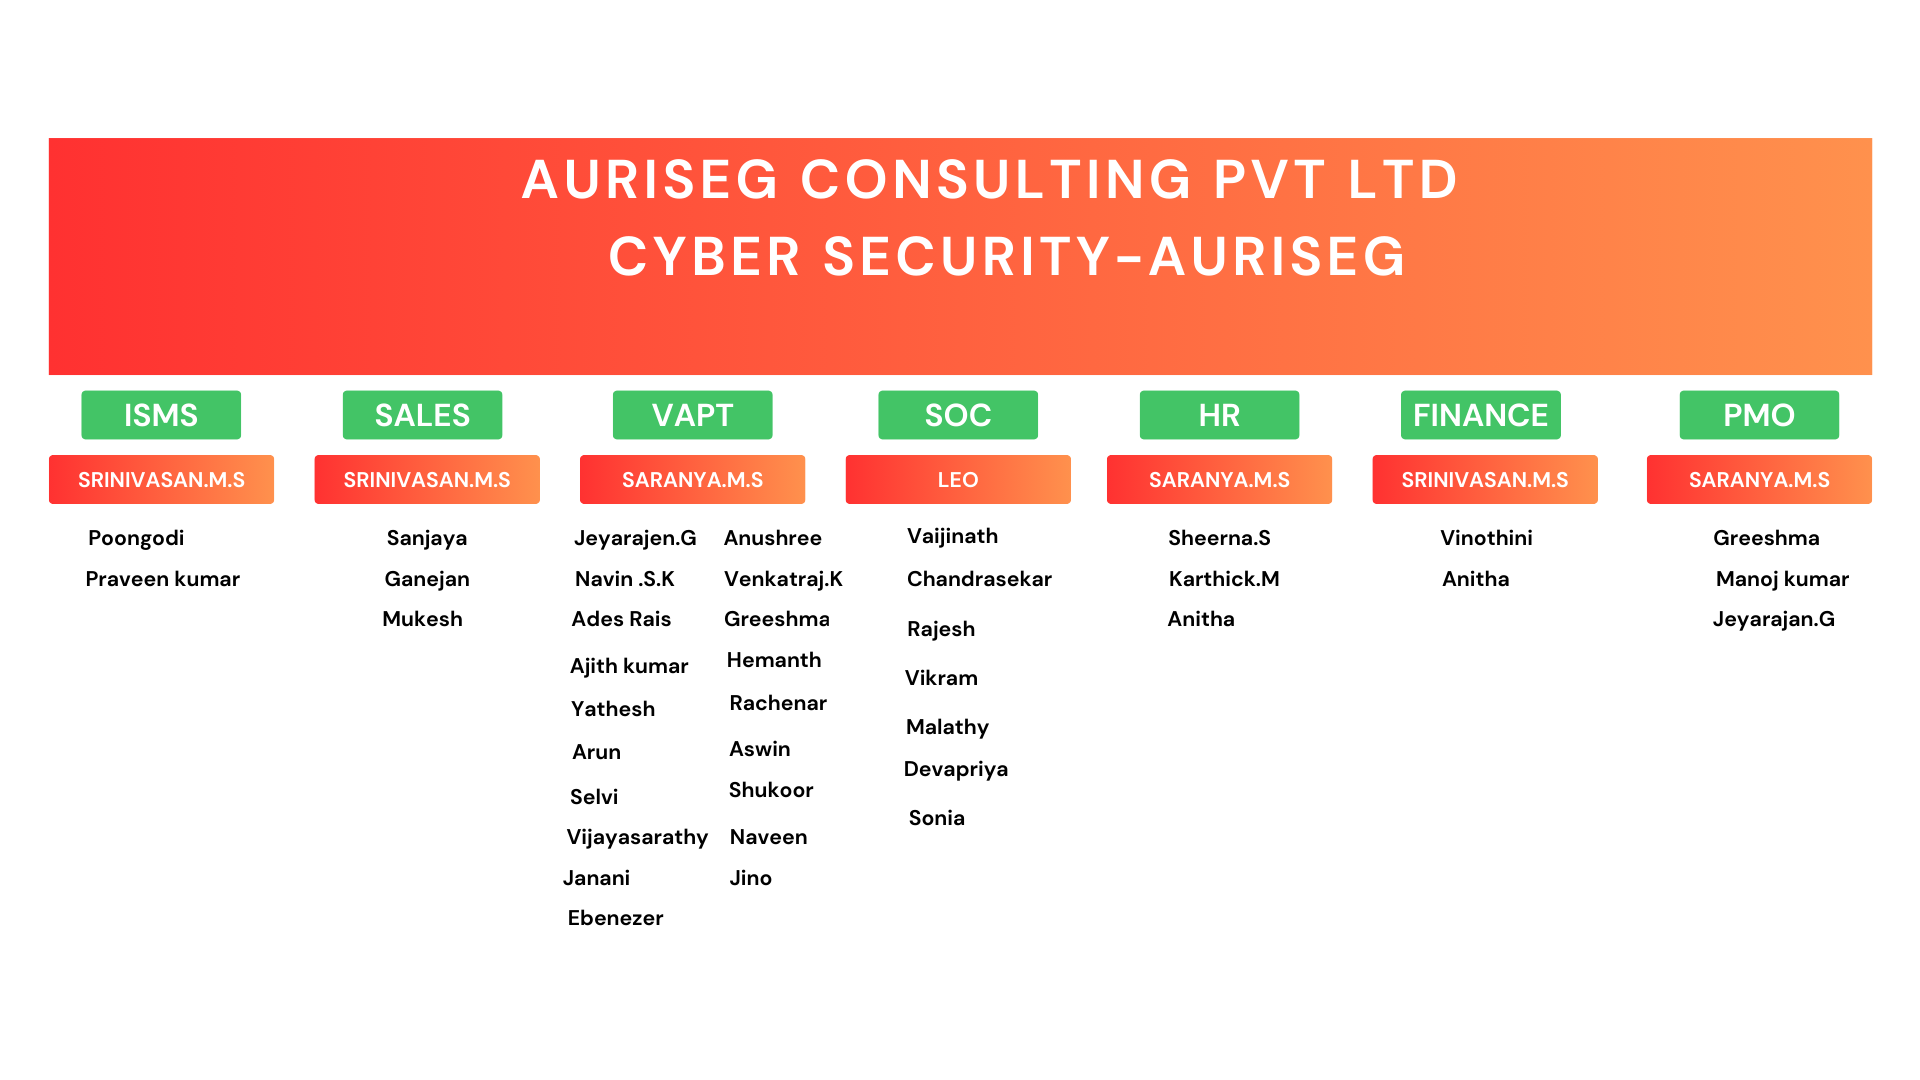 AURISEG CONSULTING PVT LTD
CYBER SECURITY-AURISEG
ISMS
SRINIVASAN.M.S
Poongodi
Praveen kumar
SALES
SRINIVASAN.M.S
Sanjaya
Ganejan
Mukesh
VAPT
SARANYA.M.S
Jeyarajen.G
Navin .S.K
Ades Rais
Ajith kumar
Yathesh
Arun
Selvi
Vijayasarathy
Janani
Ebenezer
Anushree
Venkatraj.K
Greeshma
Hemanth
Rachenar
Aswin
Shukoor
Naveen
Jino
SOC
LEO
Vaijinath
Chandrasekar
Rajesh
Vikram
Malathy
Devapriya
Sonia
HR
SARANYA.M.S
Sheerna.S
Karthick.M
Anitha
FINANCE
SRINIVASAN.M.S
Vinothini
Anitha
PMO
SARANYA.M.S
Greeshma
Manoj kumar
Jeyarajan.G